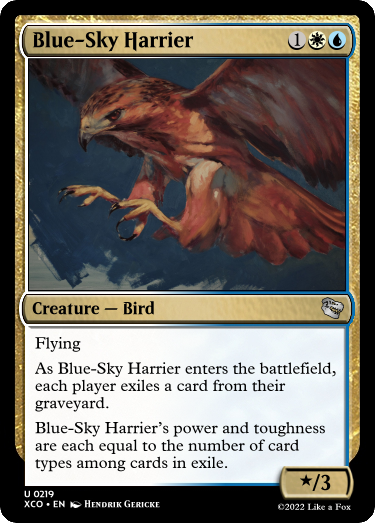 Blue-Sky Harrier 1
Creature — Bird
Flying
As Blue-Sky Harrier enters the battlefield,
each player exiles a card from their
graveyard.
Blue-Sky Harrier's power and toughness
are each equal to the number of card
types among cards in exile.
★/3
U 0219
XCO • EN Hendrik Gericke
©2022 Like a Fox